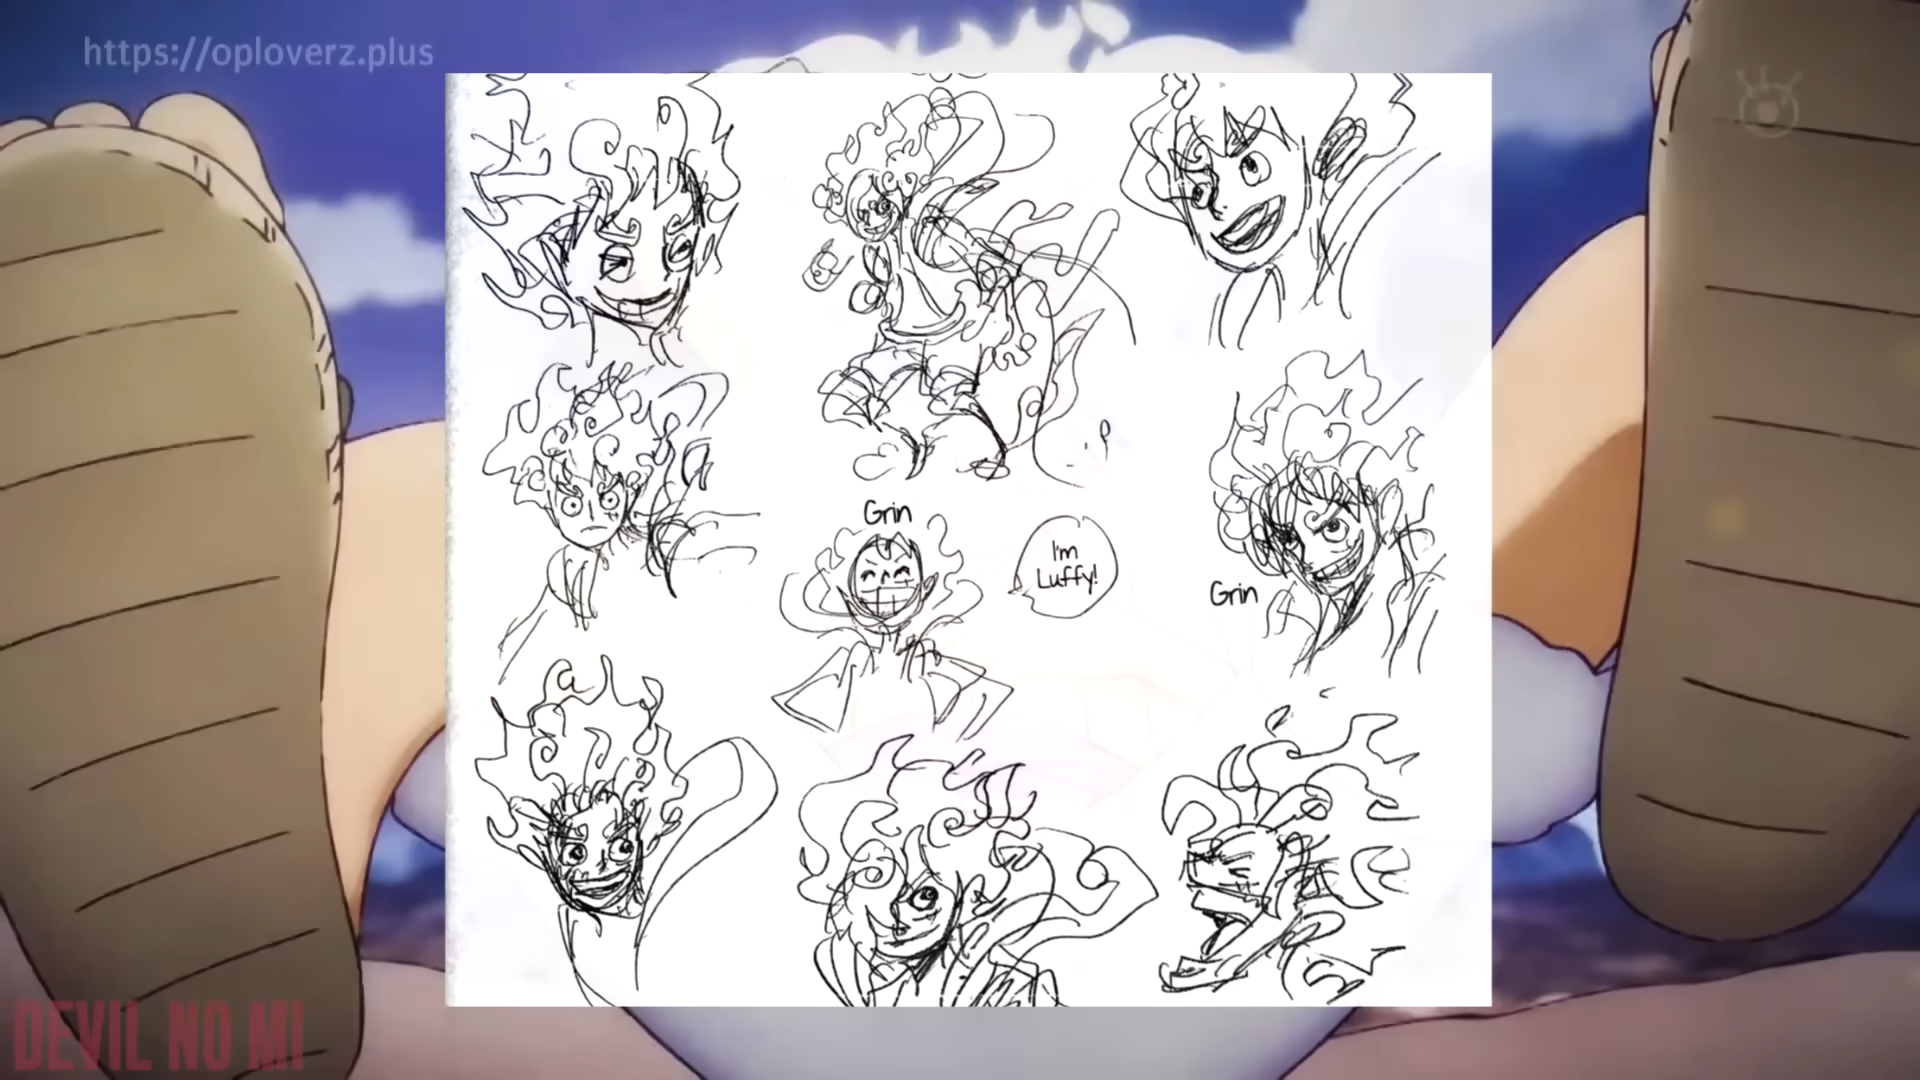 https://oploverz.plus
Grin
I'm
Luffy!
Grin
DEVIL NO MI